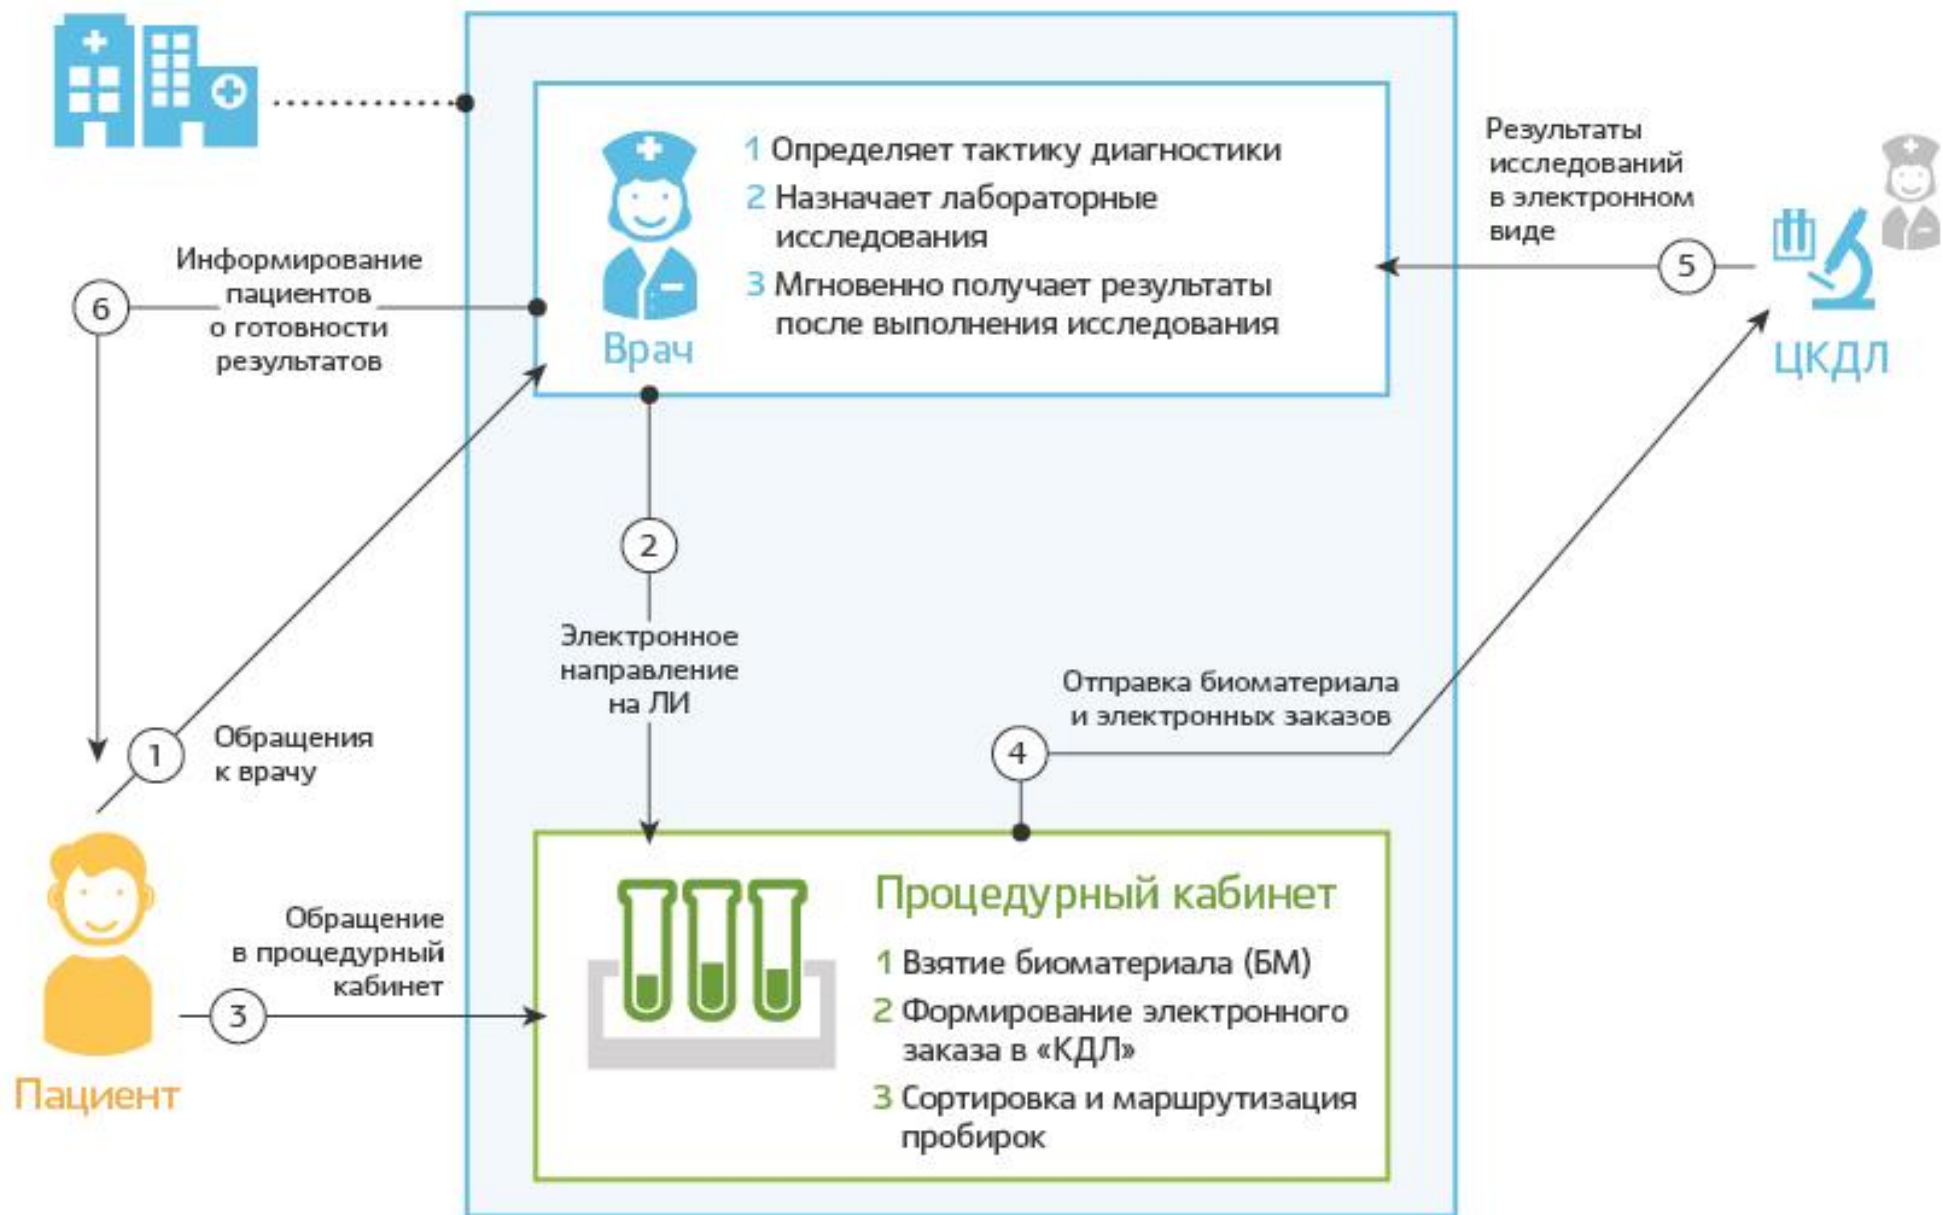 1 Определяет тактику диагностики
2 Назначает лабораторные
исследования
3 Мгновенно получает результаты
после выполнения исследования
Врач
Результаты
исследований
в электронном
виде
5
ЦКДЛ
Информирование
пациентов
о готовности
результатов
6
2
Электронное
направление
на ЛИ
Отправка биоматериала
и электронных заказов
4
1
Обращения
к врачу
Обращение
в процедурный
кабинет
3
Пациент
Процедурный кабинет
1 Взятие биоматериала (БМ)
2 Формирование электронного
заказа в «КДЛ»
3 Сортировка и маршрутизация
пробирок